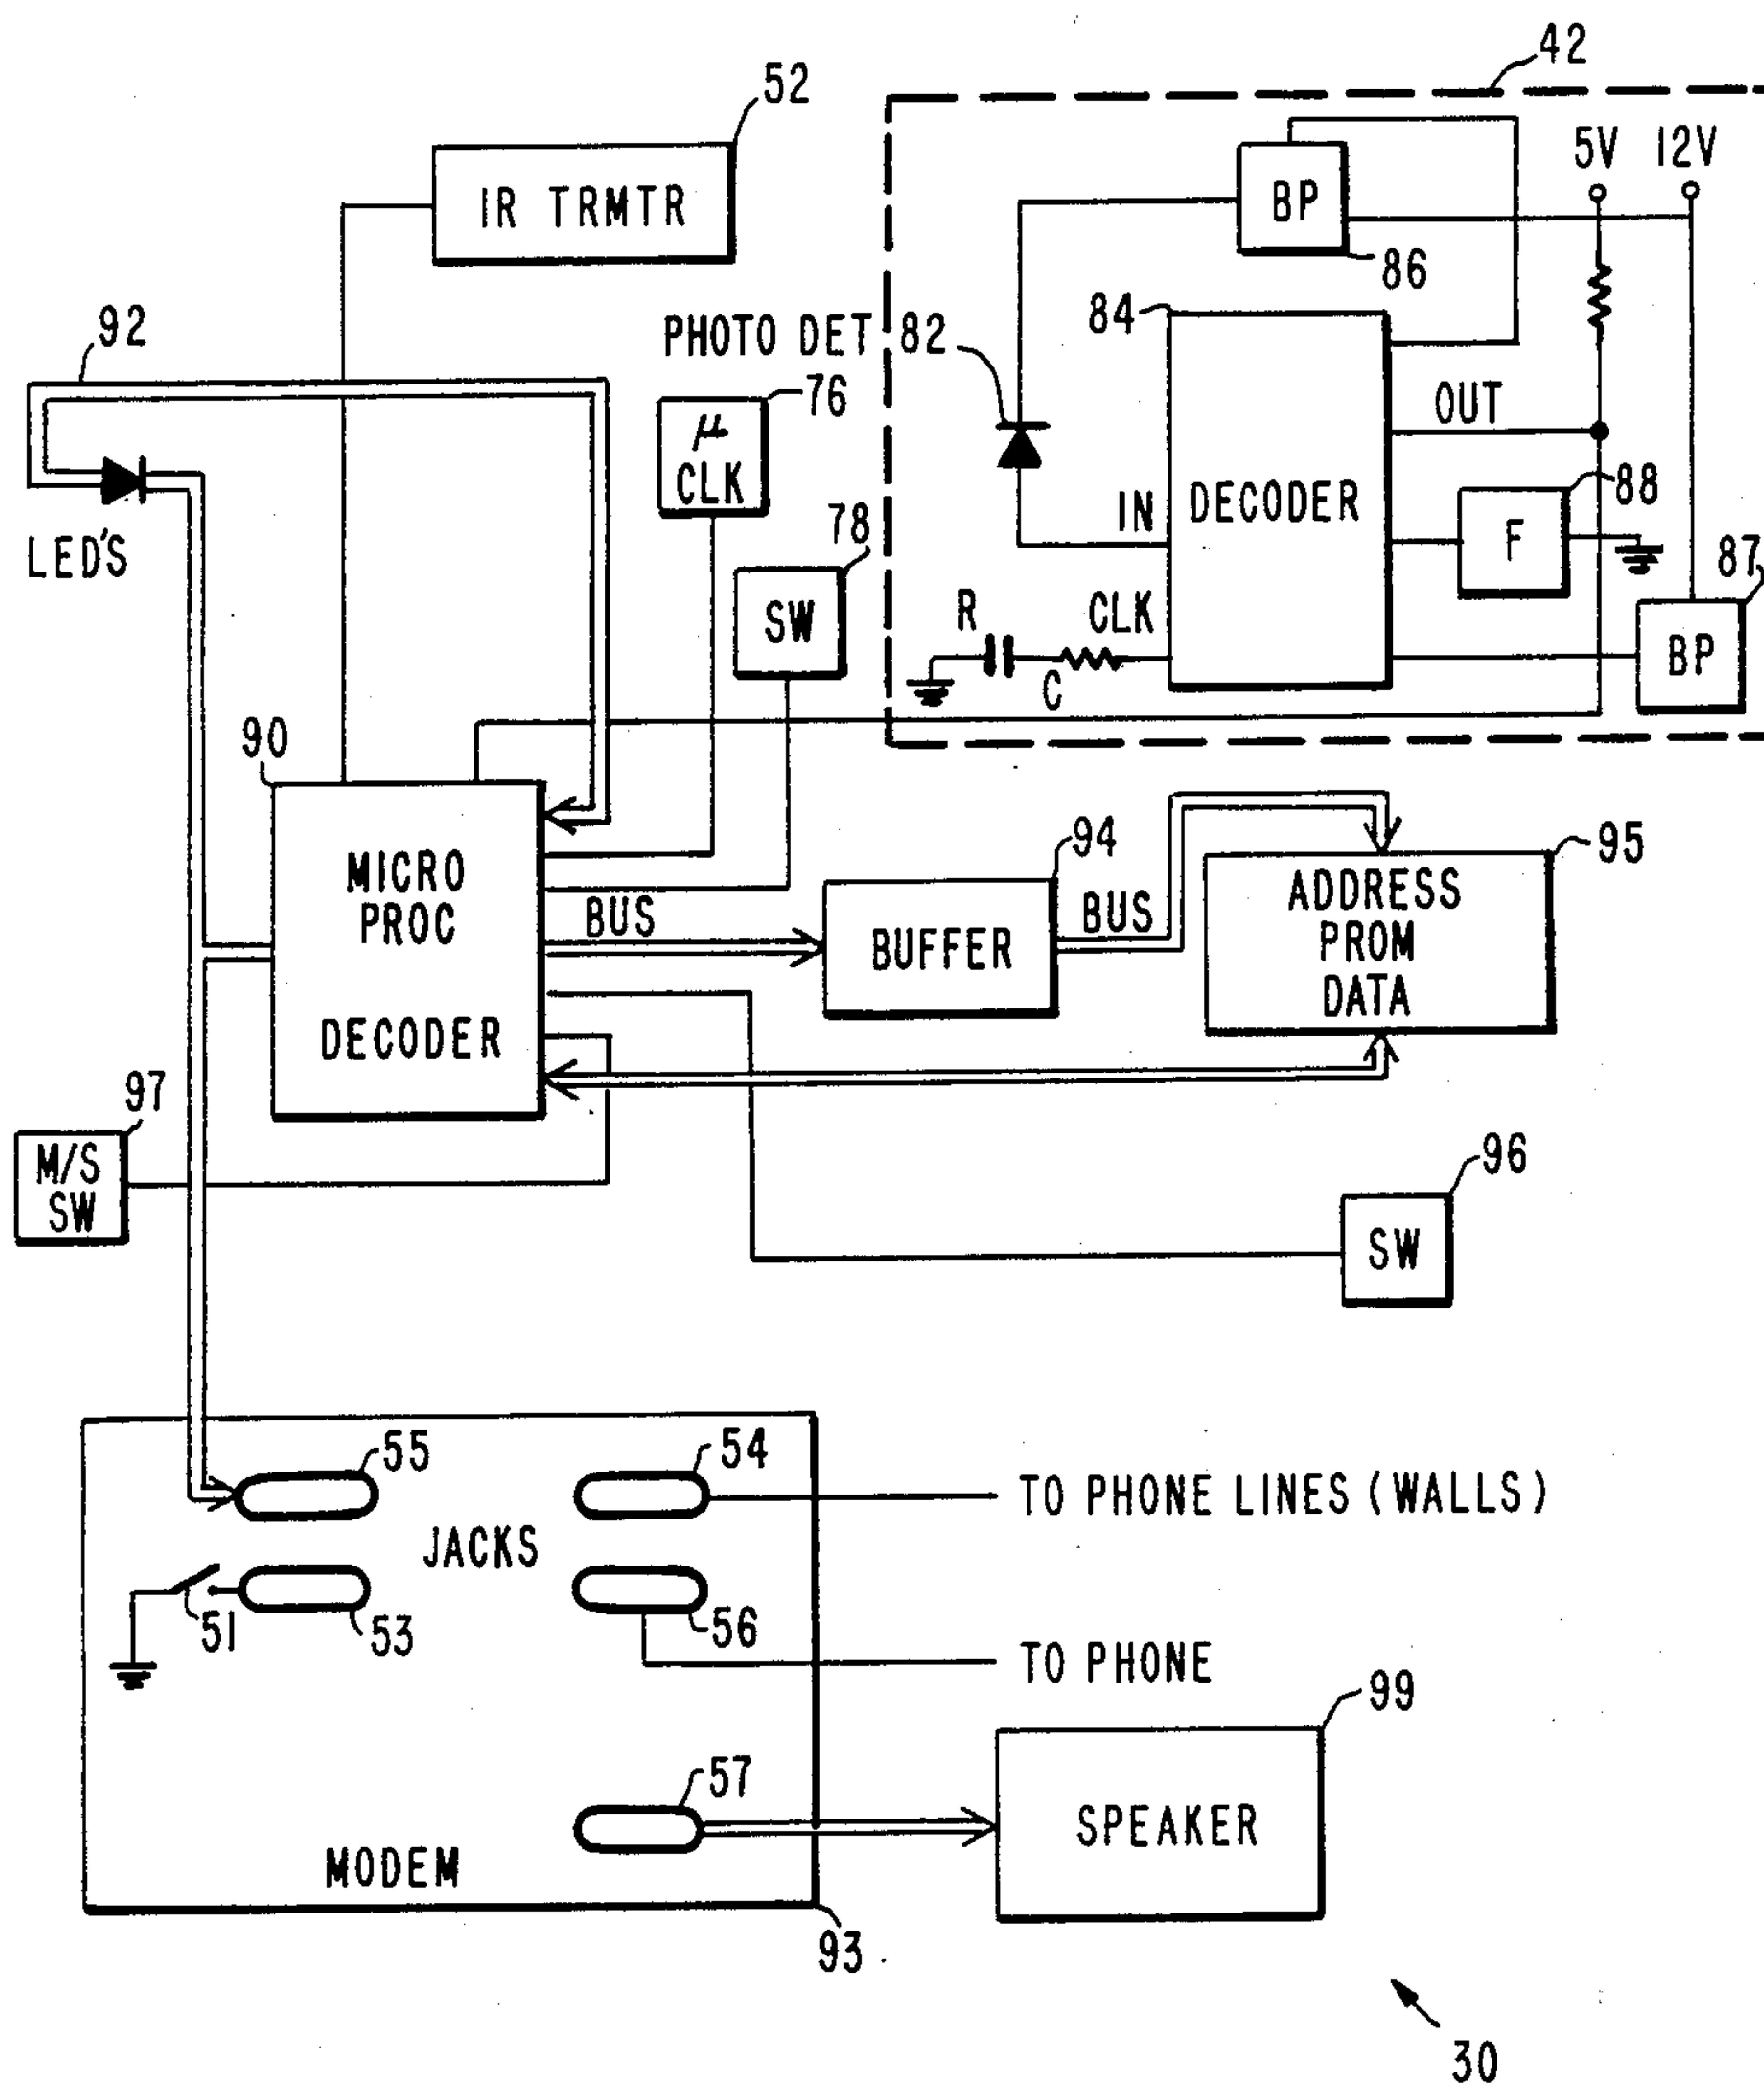 42
52
5V 12V
IR TRMTR
BP
86
84
92
PHOTO DET
82
76
μ
CLK
OUT
88
78
LED'S
IN
DECODER
F
87
SW
R
CLK
BP
C
90
94
95
MICRO
PROC
DECODER
BUS
BUFFER
BUS
ADDRESS
PROM
DATA
97
M/S
SW
96
SW
55
54
TO PHONE LINES (WALLS)
JACKS
51
53
56
TO PHONE
99
57
SPEAKER
MODEM
93
30